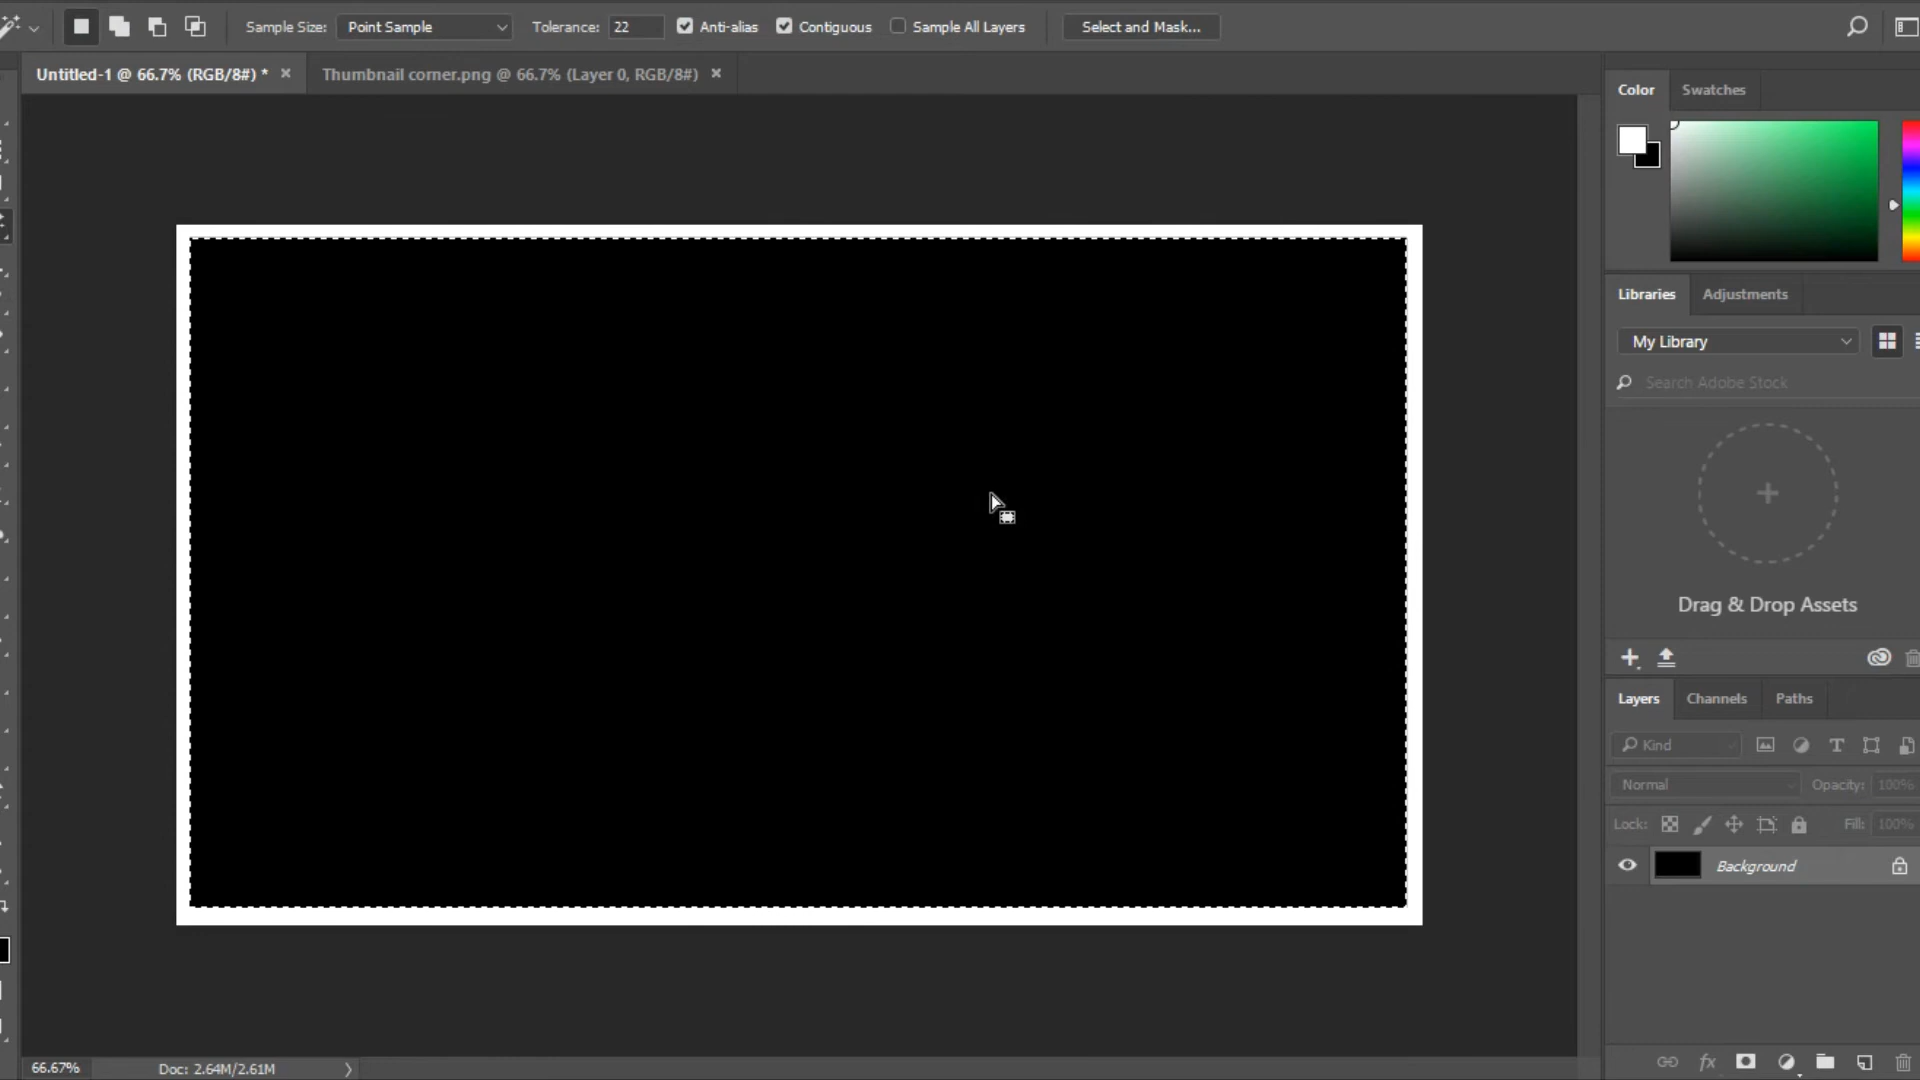 Sample Size: Point Sample Tolerance: 22 Anti-alias Contiguous Sample All Layers Select and Mask...
Untitled-1 @ 66.7% (RGB/8#) * × Thumbnail corner.png @ 66.7% (Layer 0, RGB/8#) ×
Color Swatches
Libraries Adjustments
My Library
Search Adobe Stock
Drag & Drop Assets
Layers Channels Paths
Kind
Normal Opacity: 100%
Lock: Fill: 100%
Background
fx
66.67% Doc: 2.64M/2.61M